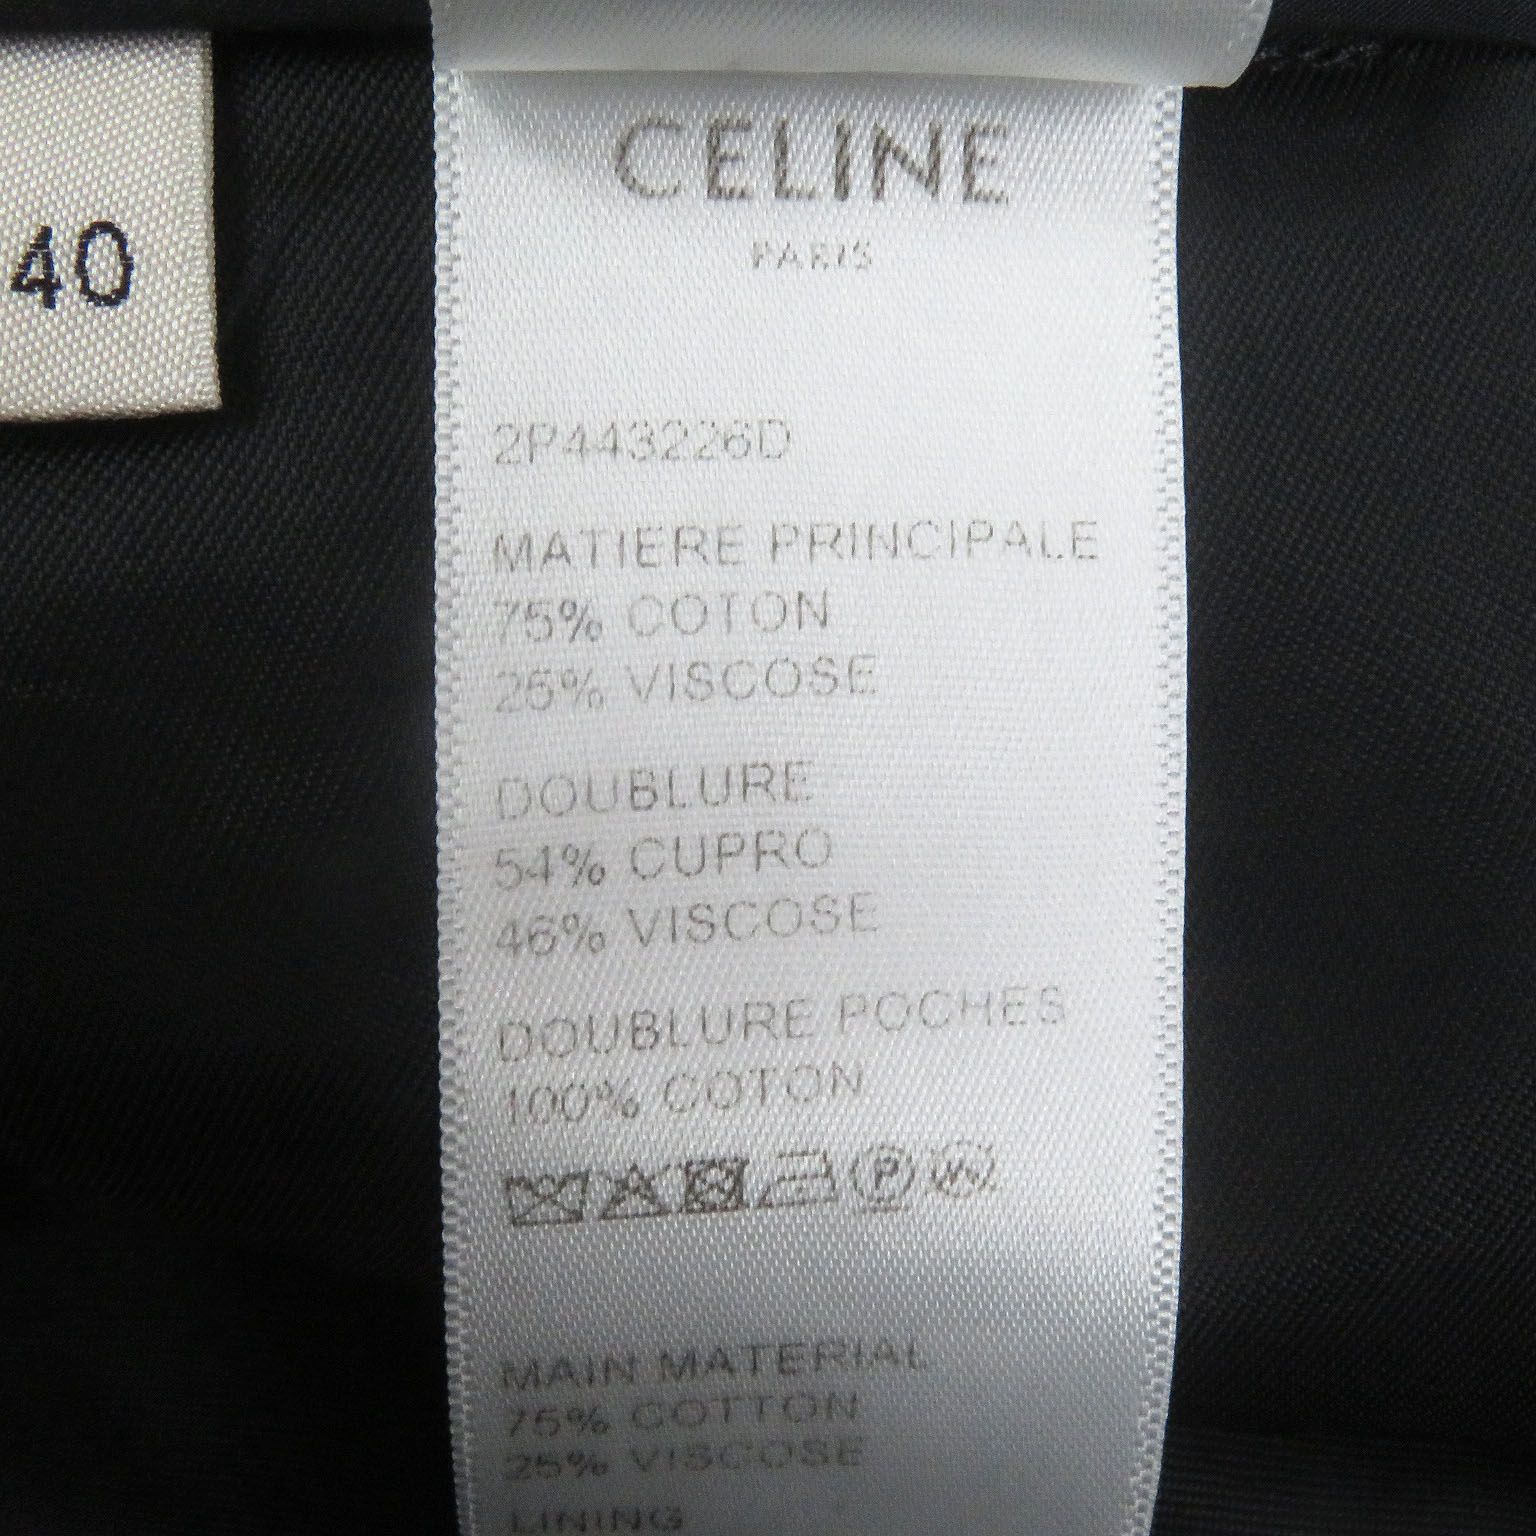 40
CELINE
PARIS
2P443226D
MATIERE PRINCIPALE
75% COTON
25% VISCOSE
DOUBLURE
54% CUPRO
46% VISCOSE
DOUBLURE POCHES
100% COTON
P W
MAIN MATERIAL
75% COTTON
25% VISCOSE
LINING